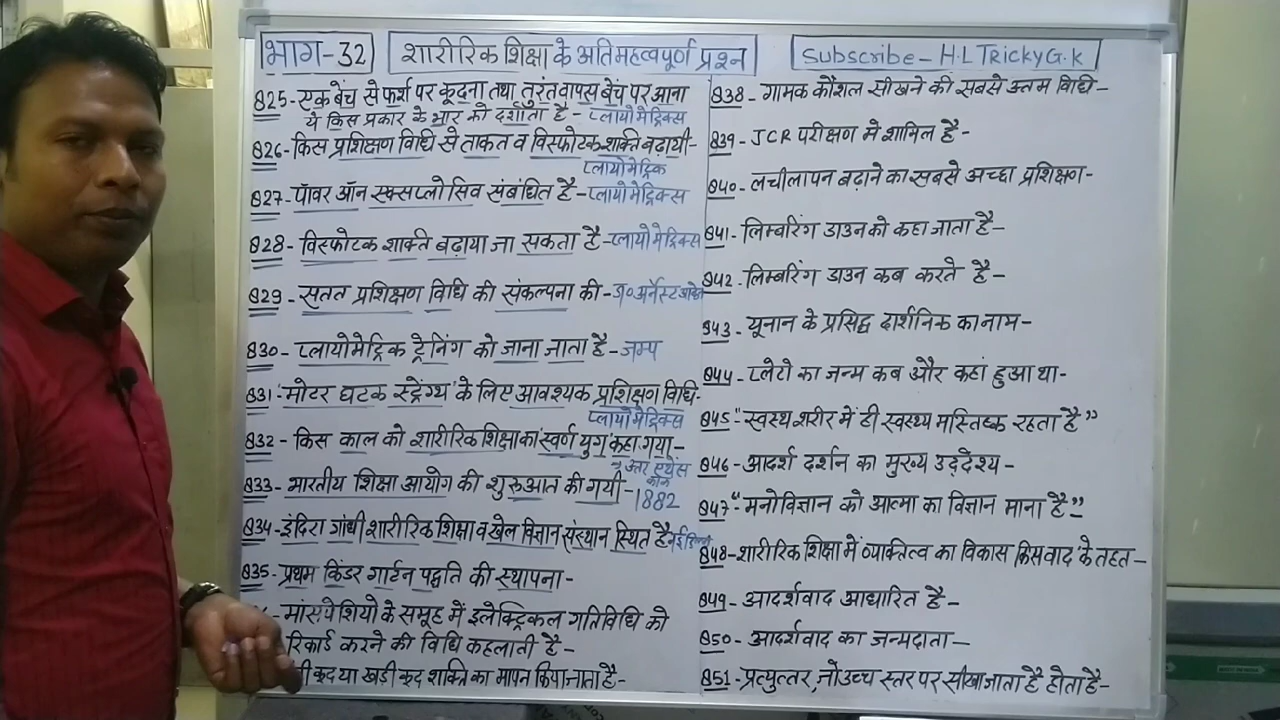 भाग-32
शारीरिक शिक्षा के अतिमहत्वपूर्ण प्रश्न
Subscribe - H.L Tricky G.k
825- एक बेंच से फर्श पर कूदना तथा तुरंत वापस बेंच पर आना
ये किस प्रकार के भार को दर्शाता है - प्लायोमेट्रिक्स
826- किस प्रशिक्षण विधि से ताकत व विस्फोटक शक्ति बढ़ायी-
प्लायोमेट्रिक
827- पॉवर ऑन स्क्सप्लोसिव संबंधित है - प्लायोमेट्रिक्स
828- विस्फोटक शक्ति बढ़ाया जा सकता है - प्लायोमेट्रिक्स
829- सतत प्रशिक्षण विधि की संकल्पना की - डा० अर्नेस्ट
830- प्लायोमेट्रिक ट्रेनिंग को जाना जाता है - जम्प
831- 'मोटर घटक स्ट्रेंग्थ' के लिए आवश्यक प्रशिक्षण विधि-
प्लायोमेट्रिक्स
832- किस काल को शारीरिक शिक्षा का 'स्वर्ण युग' कहा गया-
उत्तर एथेंस
काल
833- भारतीय शिक्षा आयोग की शुरुआत की गयी - 1882
834- इंदिरा गांधी शारीरिक शिक्षा व खेल विज्ञान संस्थान स्थित है-
835- प्रथम किंडर गार्टन पद्धति की स्थापना-
मांसपेशियो के समूह में इलेक्ट्रिकल गतिविधि को
रिकार्ड करने की विधि कहलाती है-
कूद या खड़ी कूद शक्ति का मापन किया जाता है-
838- गामक कौशल सीखने की सबसे उत्तम विधि-
839- JCR परीक्षण मे शामिल है-
840- लचीलापन बढ़ाने का सबसे अच्छा प्रशिक्षण-
841- लिम्बरिंग डाउन को कहा जाता है-
842- लिम्बरिंग डाउन कब करते है-
843- यूनान के प्रसिद्ध दार्शनिक का नाम-
844- प्लेटो का जन्म कब और कहां हुआ था-
845- "स्वस्थ शरीर में ही स्वस्थ मस्तिष्क रहता है"
846- आदर्श दर्शन का मुख्य उद्देश्य-
847- "मनोविज्ञान को आत्मा का विज्ञान माना है"-
848- शारीरिक शिक्षा में व्यक्तित्व का विकास किस वाद के तहत-
849- आदर्शवाद आधारित है-
850- आदर्शवाद का जन्मदाता-
851- प्रत्युत्तर, जो उच्च स्तर पर सीखा जाता है होता है-